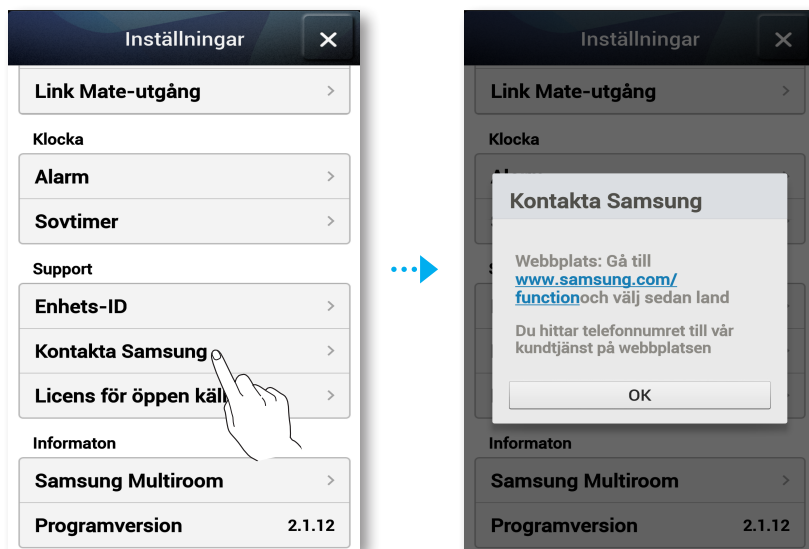 Inställningar
Link Mate-utgång
Klocka
Alarm
Sovtimer
Support
Enhets-ID
Kontakta Samsung
Licens för öppen käll
Informaton
Samsung Multiroom
Programversion 2.1.12
Inställningar
Link Mate-utgång
Klocka
Kontakta Samsung
Webbplats: Gå till
www.samsung.com/
functionoch välj sedan land
Du hittar telefonnumret till vår
kundtjänst på webbplatsen
OK
Informaton
Samsung Multiroom
Programversion 2.1.12